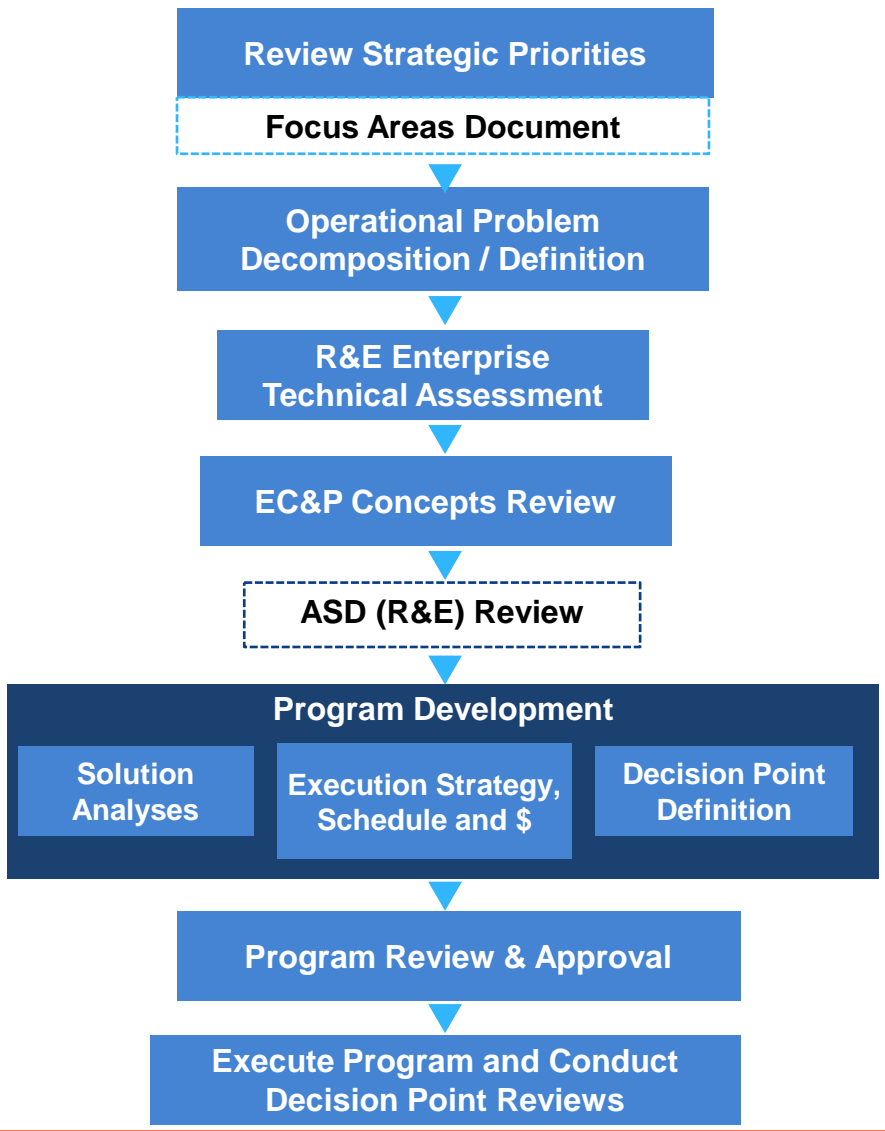 Review Strategic Priorities
Focus Areas Document
Operational Problem
Decomposition / Definition
R&E Enterprise
Technical Assessment
EC&P Concepts Review
ASD (R&E) Review
Program Development
Solution
Analyses
Execution Strategy,
Schedule and $
Decision Point
Definition
Program Review & Approval
Execute Program and Conduct
Decision Point Reviews